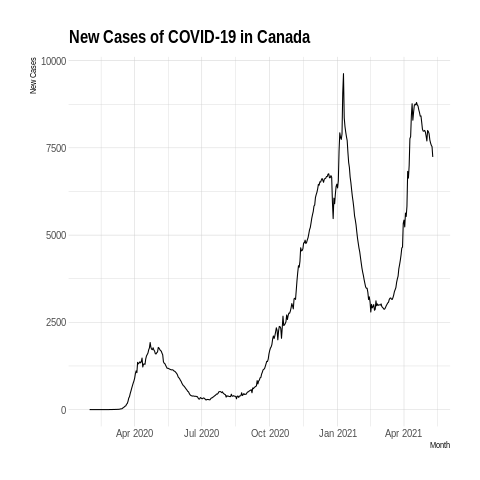 New Cases of COVID-19 in Canada
New Cases
10000
7500
5000
2500
0
Apr 2020 Jul 2020 Oct 2020 Jan 2021 Apr 2021
Month